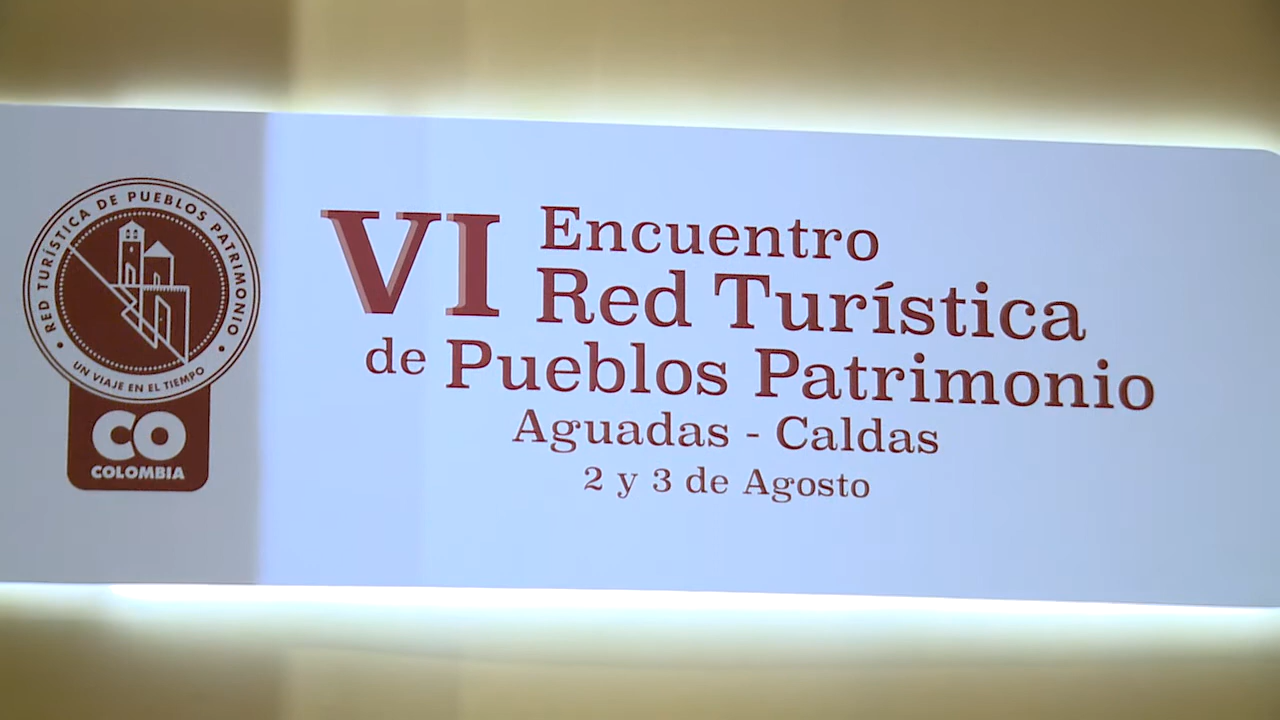 RED TURÍSTICA DE PUEBLOS PATRIMONIO
UN VIAJE EN EL TIEMPO
CO
COLOMBIA
VI Encuentro
Red Turística
de Pueblos Patrimonio
Aguadas - Caldas
2 y 3 de Agosto